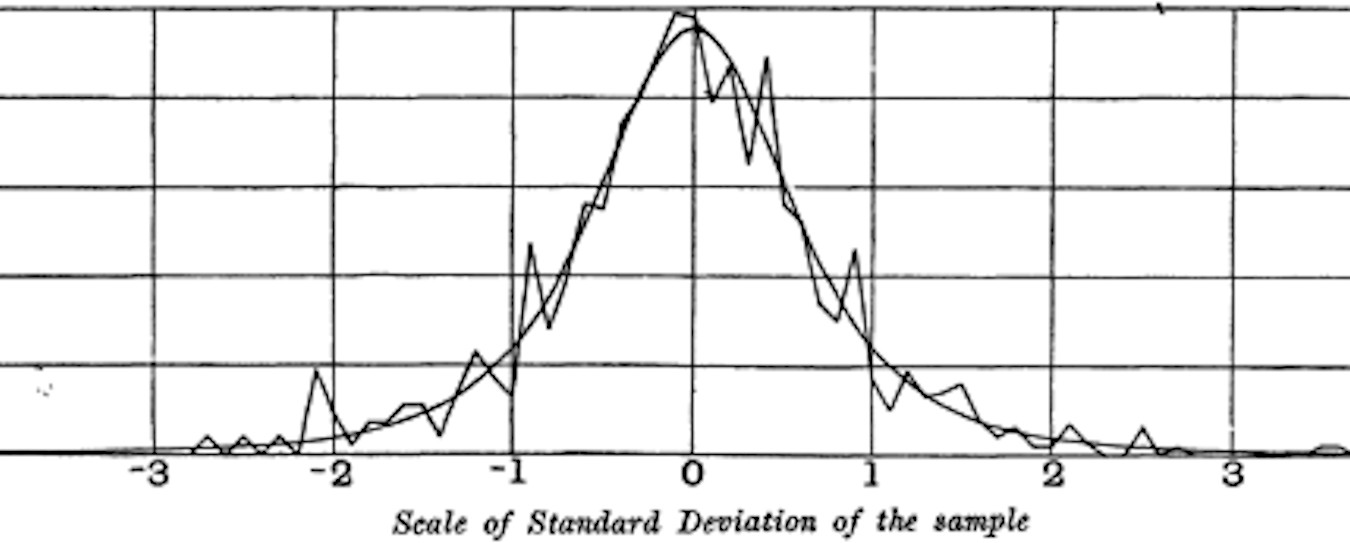 -3 -2 -1 0 1 2 3
Scale of Standard Deviation of the sample